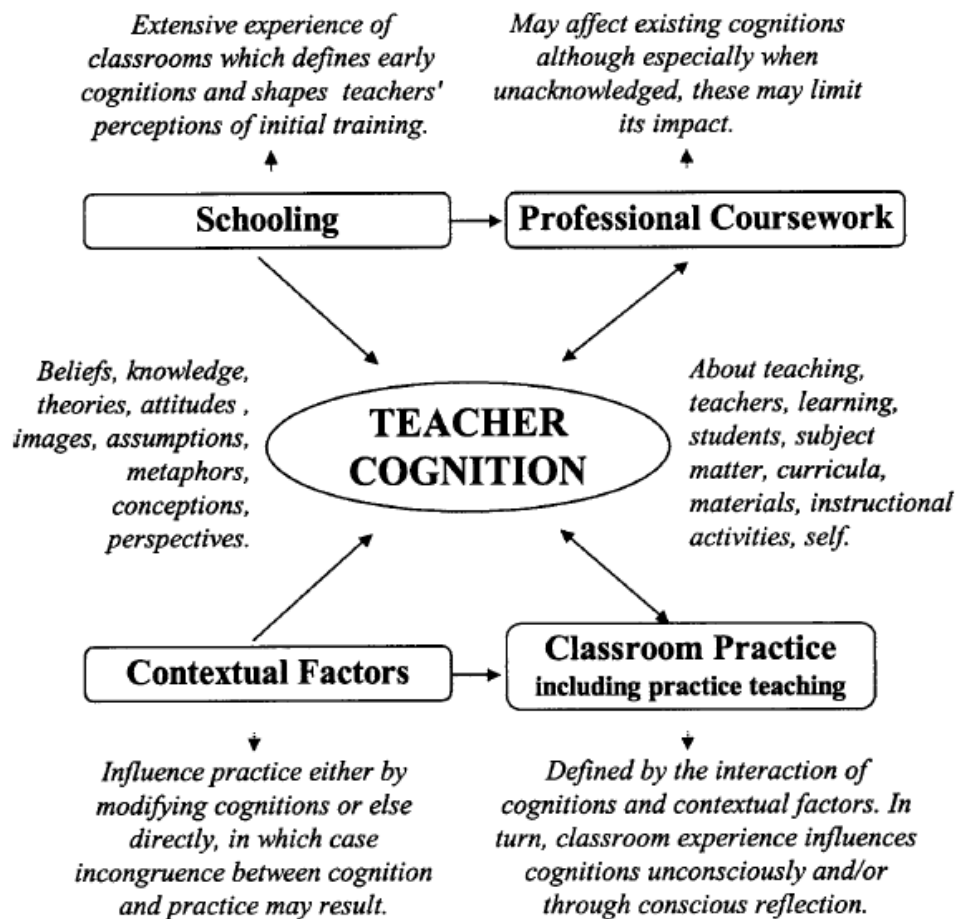 Extensive experience of
classrooms which defines early
cognitions and shapes teachers'
perceptions of initial training.
May affect existing cognitions
although especially when
unacknowledged, these may limit
its impact.
Schooling
Professional Coursework
Beliefs, knowledge,
theories, attitudes ,
images, assumptions,
metaphors,
conceptions,
perspectives.
TEACHER
COGNITION
About teaching,
teachers, learning,
students, subject
matter, curricula,
materials, instructional
activities, self.
Contextual Factors
Classroom Practice
including practice teaching
Influence practice either by
modifying cognitions or else
directly, in which case
incongruence between cognition
and practice may result.
Defined by the interaction of
cognitions and contextual factors. In
turn, classroom experience influences
cognitions unconsciously and/or
through conscious reflection.